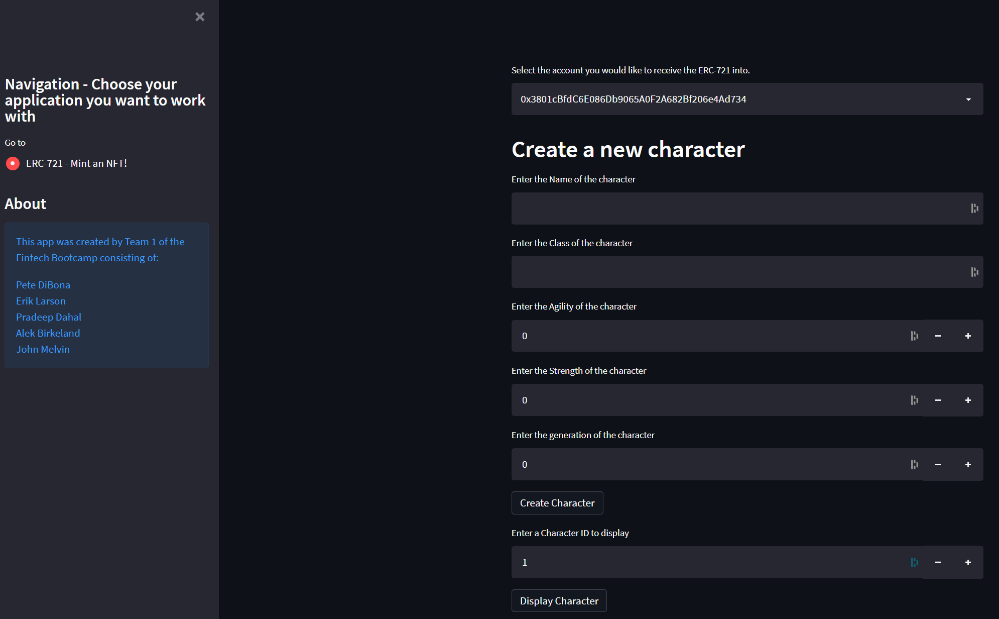 Navigation - Choose your
application you want to work
with
Go to
ERC-721 - Mint an NFT!
About
This app was created by Team 1 of the
Fintech Bootcamp consisting of:
Pete DiBona
Erik Larson
Pradeep Dahal
Alek Birkeland
John Melvin
Select the account you would like to receive the ERC-721 into.
0x3801cBfdC6E086Db9065A0F2A682Bf206e4Ad734
Create a new character
Enter the Name of the character
Enter the Class of the character
Enter the Agility of the character
0
Enter the Strength of the character
0
Enter the generation of the character
0
Create Character
Enter a Character ID to display
1
Display Character